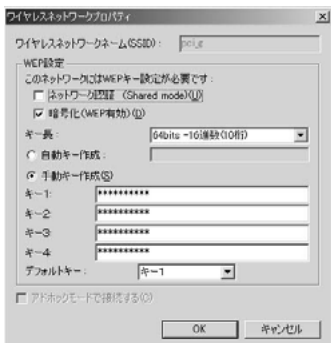 ワイヤレスネットワークプロパティ
ワイヤレスネットワークネーム(SSID): pci_g
WEP設定
このネットワークにはWEPキー設定が必要です:
ネットワーク認証 (Shared mode)(U)
暗号化(WEP有効)(D)
キー長: 64bits -16進数(10桁)
自動キー作成:
手動キー作成(S)
キー1: **********
キー2: **********
キー3: **********
キー4: **********
デフォルトキー: キー1
アドホックモードで接続する(C)
OK キャンセル